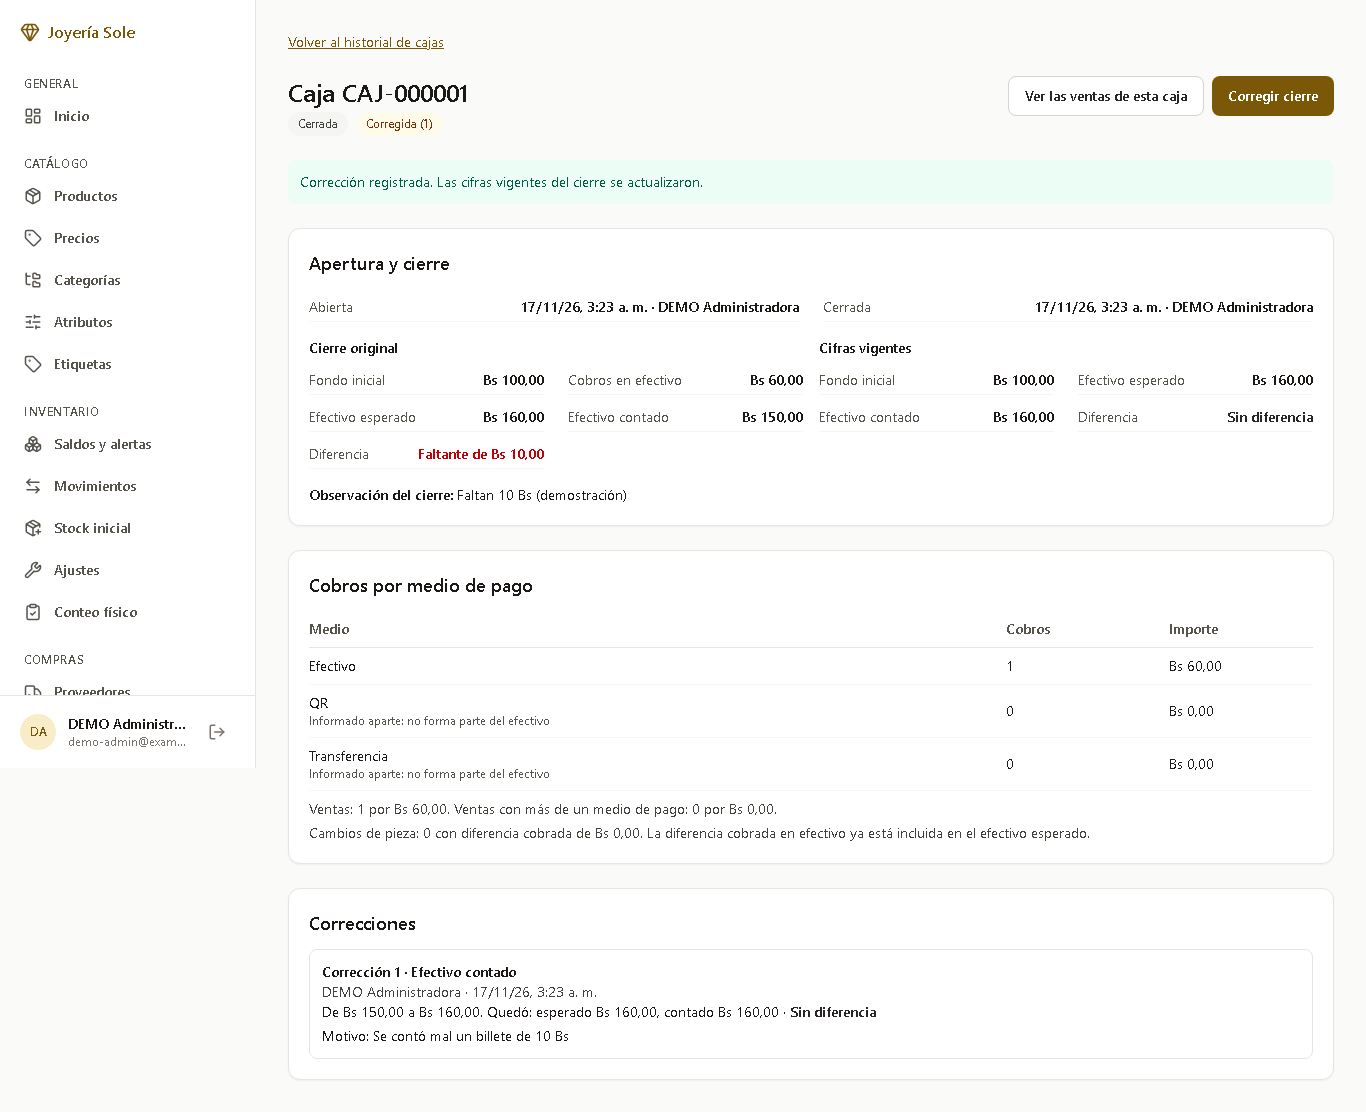 Joyería Sole
GENERAL
Inicio
CATÁLOGO
Productos
Precios
Categorías
Atributos
Etiquetas
INVENTARIO
Saldos y alertas
Movimientos
Stock inicial
Ajustes
Conteo físico
COMPRAS
Proveedores
DA
DEMO Administr...
demo-admin@exam...
Volver al historial de cajas
Caja CAJ-000001
Cerrada
Corregida (1)
Ver las ventas de esta caja
Corregir cierre
Corrección registrada. Las cifras vigentes del cierre se actualizaron.
Apertura y cierre
Abierta 17/11/26, 3:23 a. m. · DEMO Administradora
Cerrada 17/11/26, 3:23 a. m. · DEMO Administradora
Cierre original
Fondo inicial Bs 100,00
Cobros en efectivo Bs 60,00
Efectivo esperado Bs 160,00
Efectivo contado Bs 150,00
Diferencia Faltante de Bs 10,00
Cifras vigentes
Fondo inicial Bs 100,00
Efectivo esperado Bs 160,00
Efectivo contado Bs 160,00
Diferencia Sin diferencia
Observación del cierre: Faltan 10 Bs (demostración)
Cobros por medio de pago
Medio Cobros Importe
Efectivo 1 Bs 60,00
QR 0 Bs 0,00
Informado aparte: no forma parte del efectivo
Transferencia 0 Bs 0,00
Informado aparte: no forma parte del efectivo
Ventas: 1 por Bs 60,00. Ventas con más de un medio de pago: 0 por Bs 0,00.
Cambios de pieza: 0 con diferencia cobrada de Bs 0,00. La diferencia cobrada en efectivo ya está incluida en el efectivo esperado.
Correcciones
Corrección 1 · Efectivo contado
DEMO Administradora · 17/11/26, 3:23 a. m.
De Bs 150,00 a Bs 160,00. Quedó: esperado Bs 160,00, contado Bs 160,00 · Sin diferencia
Motivo: Se contó mal un billete de 10 Bs